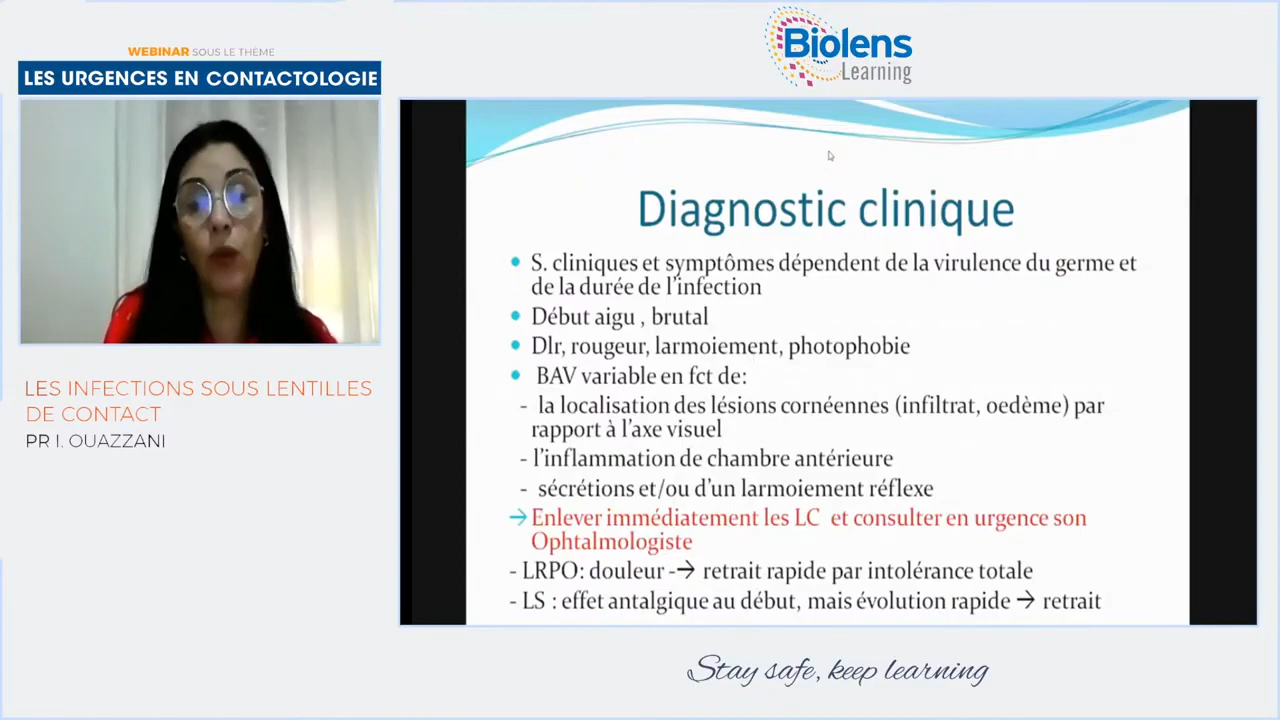 WEBINAR SOUS LE THÈME
LES URGENCES EN CONTACTOLOGIE
Biolens
Learning
Diagnostic clinique
• S. cliniques et symptômes dépendent de la virulence du germe et
de la durée de l'infection
• Début aigu , brutal
• Dlr, rougeur, larmoiement, photophobie
• BAV variable en fct de:
- la localisation des lésions cornéennes (infiltrat, oedème) par
rapport à l'axe visuel
- l'inflammation de chambre antérieure
- sécrétions et/ou d'un larmoiement réflexe
→ Enlever immédiatement les LC et consulter en urgence son
Ophtalmologiste
- LRPO: douleur -→ retrait rapide par intolérance totale
- LS : effet antalgique au début, mais évolution rapide → retrait
LES INFECTIONS SOUS LENTILLES
DE CONTACT
PR I. OUAZZANI
Stay safe, keep learning